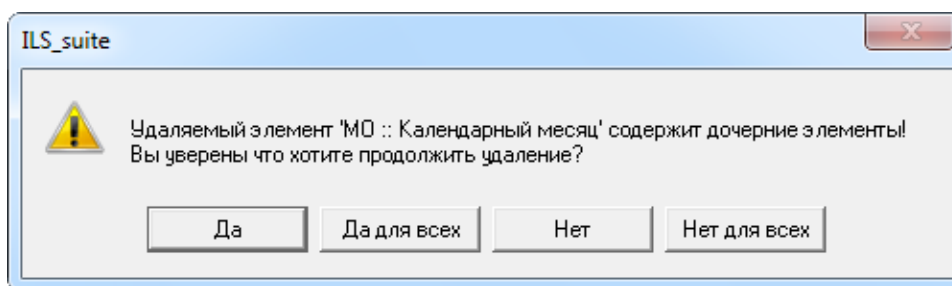 ILS_suite
Удаляемый элемент 'МО :: Календарный месяц' содержит дочерние элементы!
Вы уверены что хотите продолжить удаление?
Да
Да для всех
Нет
Нет для всех